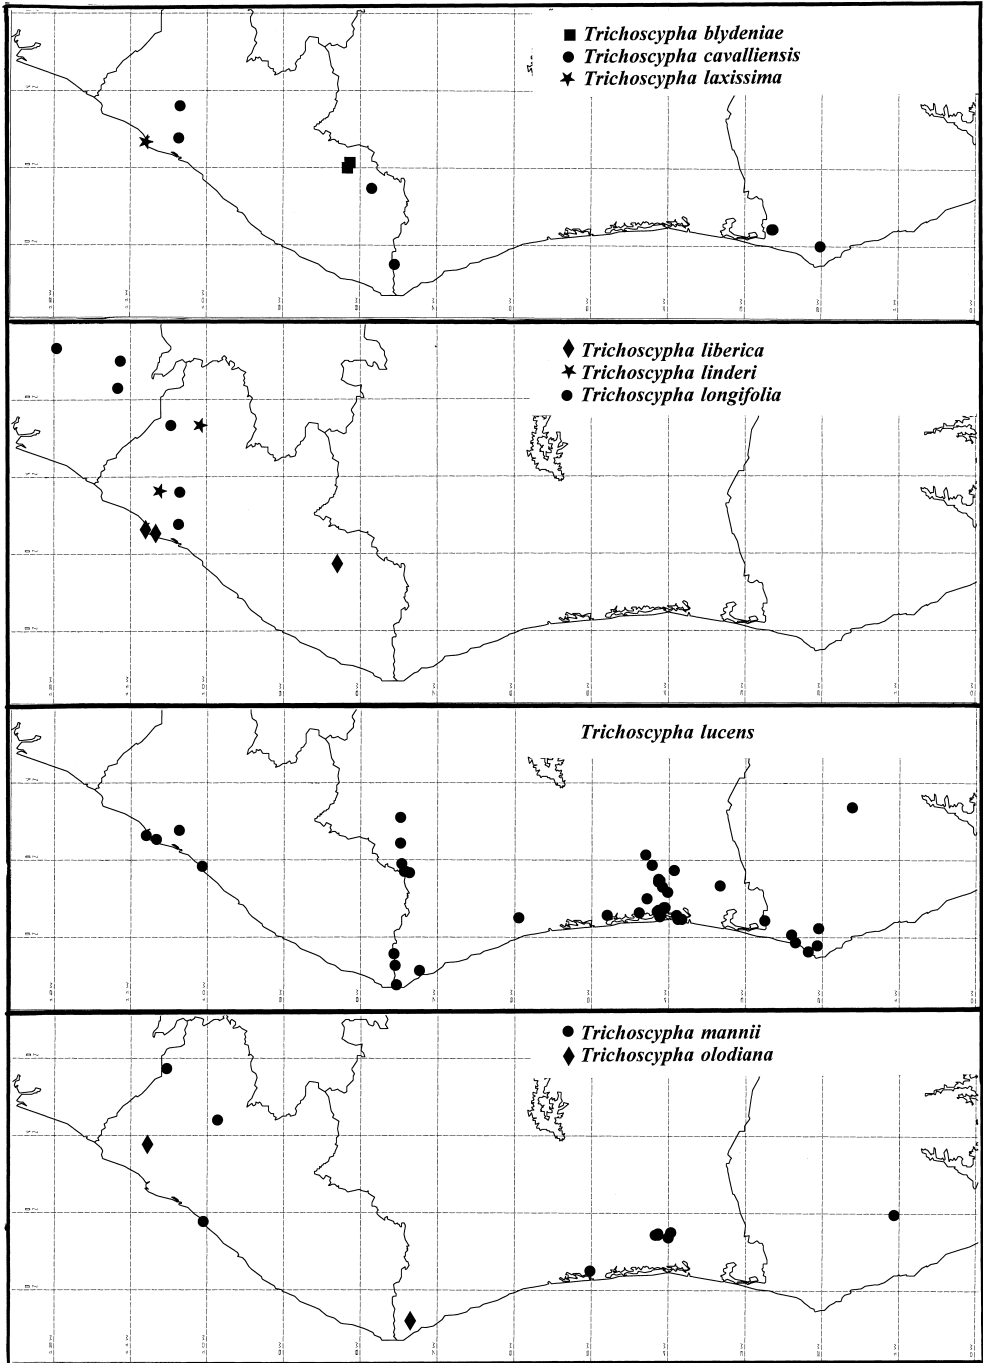 Trichoscypha blydeniae
Trichoscypha cavalliensis
Trichoscypha laxissima
Trichoscypha liberica
Trichoscypha linderi
Trichoscypha longifolia
Trichoscypha lucens
Trichoscypha mannii
Trichoscypha olodiana